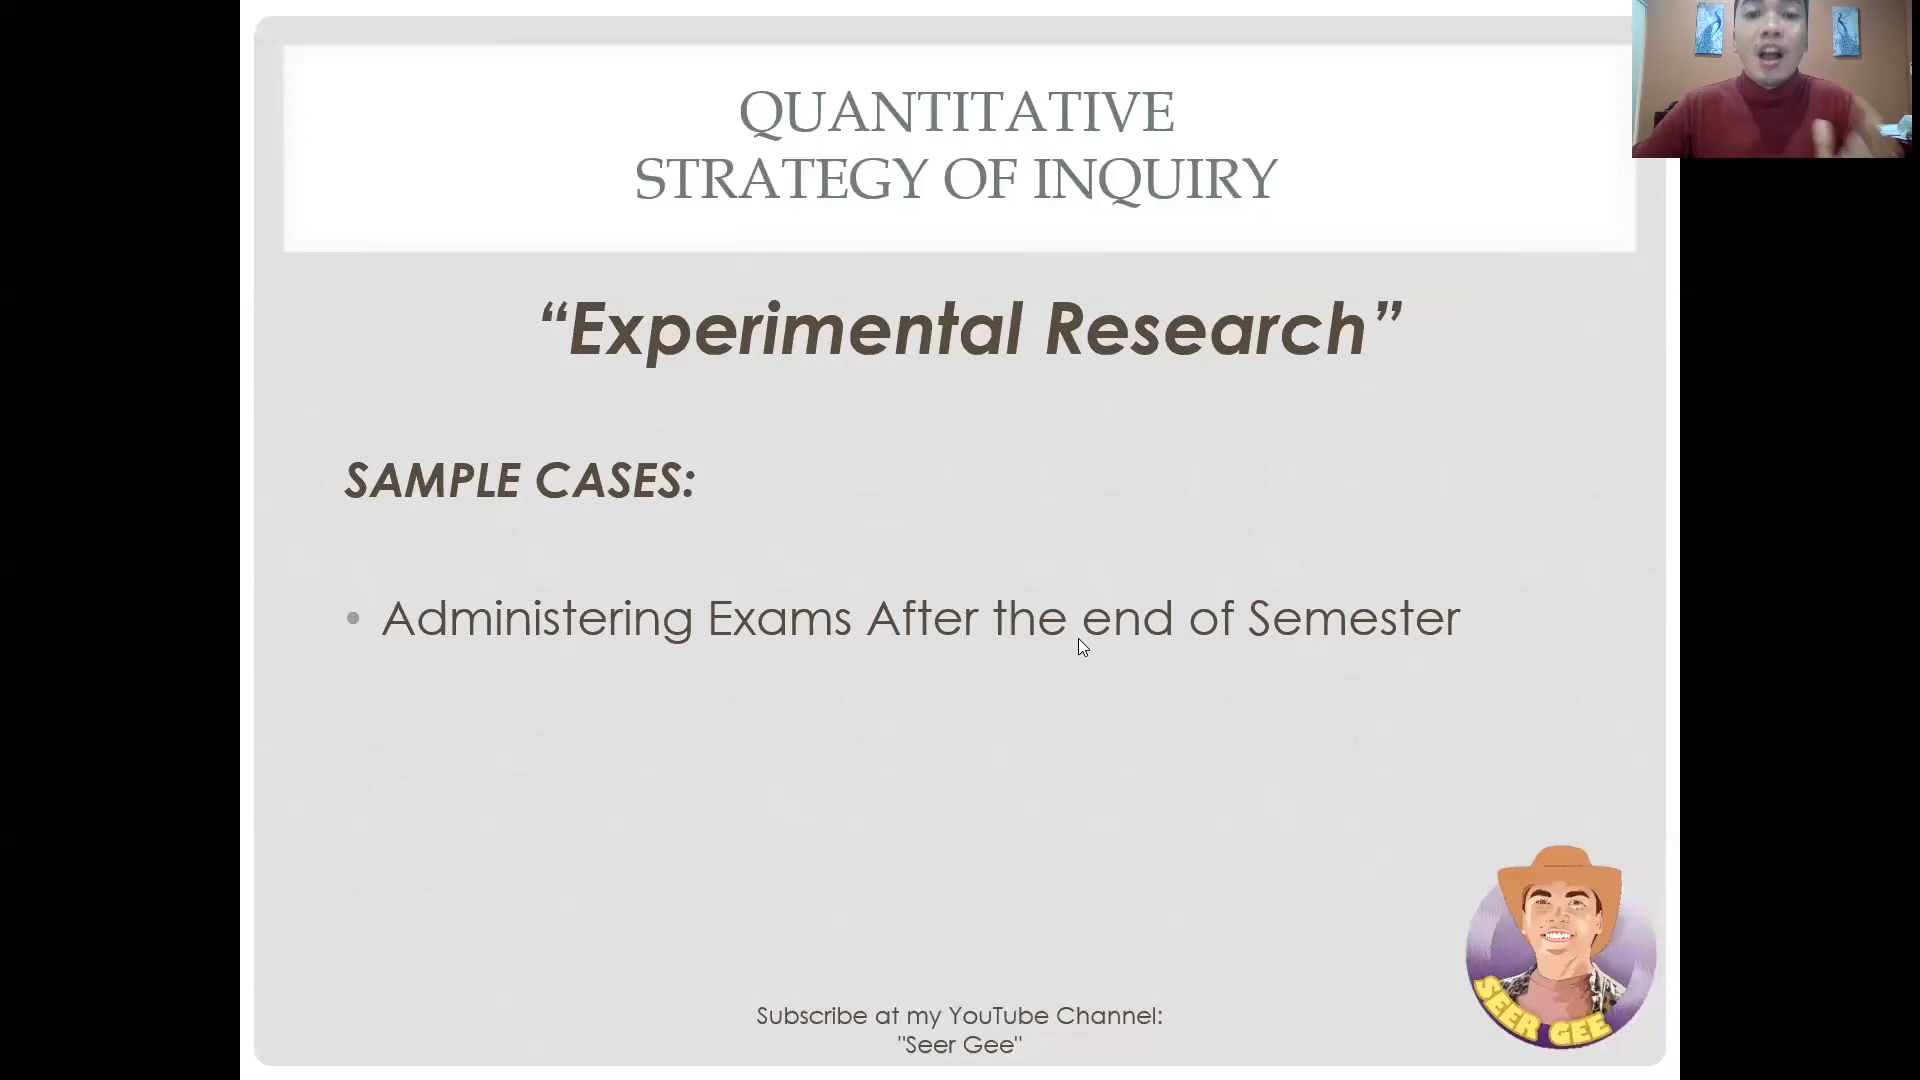 QUANTITATIVE
STRATEGY OF INQUIRY
“Experimental Research”
SAMPLE CASES:
• Administering Exams After the end of Semester
SEER GEE
Subscribe at my YouTube Channel:
"Seer Gee"